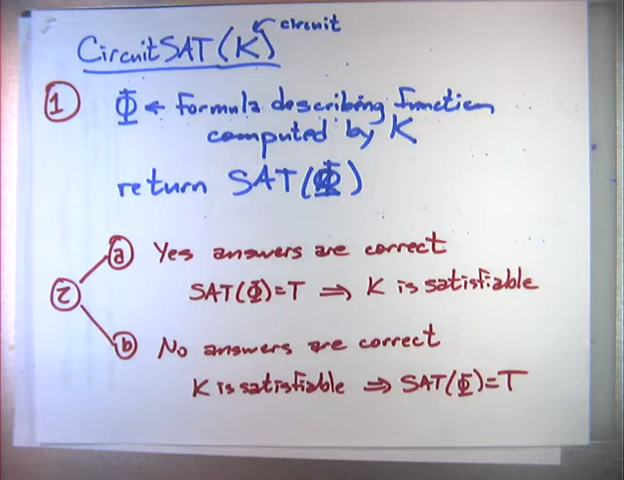 circuit
CircuitSAT(K)
1 Φ ← Formula describing function
computed by K
return SAT(Φ)
a Yes answers are correct
SAT(Φ)=T ⇒ K is satisfiable
2
b No answers are correct
K is satisfiable ⇒ SAT(Φ)=T